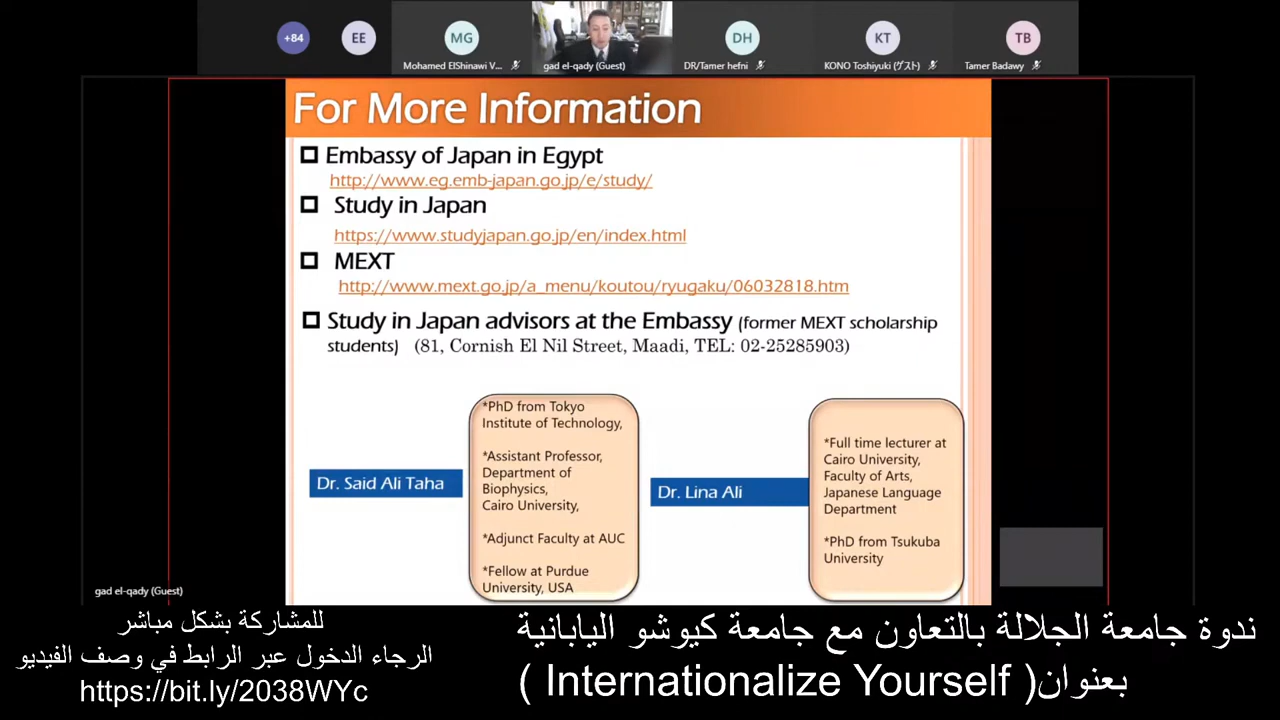 +84
EE
MG
DH
KT
TB
Mohamed ElShinawi V...
gad el-qady (Guest)
DR/Tamer hefni
KONO Toshiyuki (ゲスト)
Tamer Badawy
For More Information
Embassy of Japan in Egypt
http://www.eg.emb-japan.go.jp/e/study/
Study in Japan
https://www.studyjapan.go.jp/en/index.html
MEXT
http://www.mext.go.jp/a_menu/koutou/ryugaku/06032818.htm
Study in Japan advisors at the Embassy (former MEXT scholarship
students) (81, Cornish El Nil Street, Maadi, TEL: 02-25285903)
Dr. Said Ali Taha
*PhD from Tokyo
Institute of Technology,
*Assistant Professor,
Department of
Biophysics,
Cairo University,
*Adjunct Faculty at AUC
*Fellow at Purdue
University, USA
Dr. Lina Ali
*Full time lecturer at
Cairo University,
Faculty of Arts,
Japanese Language
Department
*PhD from Tsukuba
University
gad el-qady (Guest)
ندوة جامعة الجلالة بالتعاون مع جامعة كيوشو اليابانية
بعنوان( Internationalize Yourself )
للمشاركة بشكل مباشر
الرجاء الدخول عبر الرابط في وصف الفيديو
https://bit.ly/2038WYc